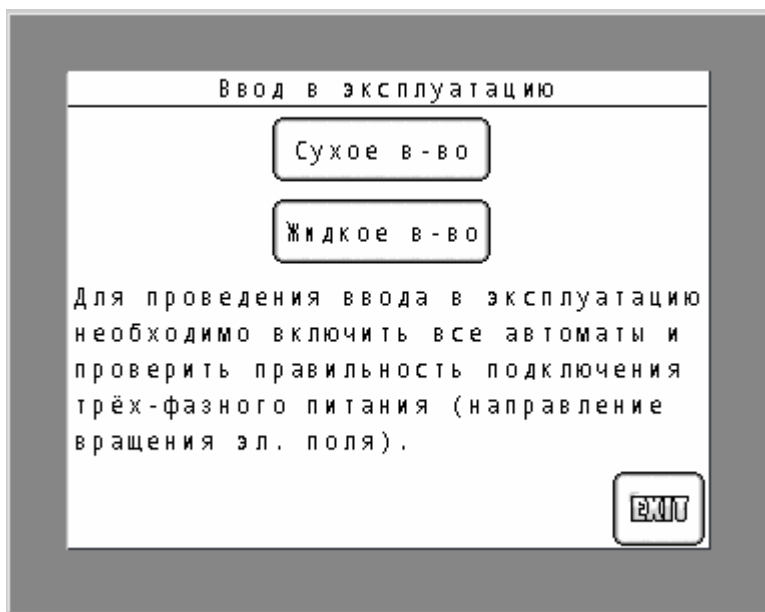 Ввод в эксплуатацию
Сухое в-во
Жидкое в-во
Для проведения ввода в эксплуатацию
необходимо включить все автоматы и
проверить правильность подключения
трёх-фазного питания (направление
вращения эл. поля).
EXIT